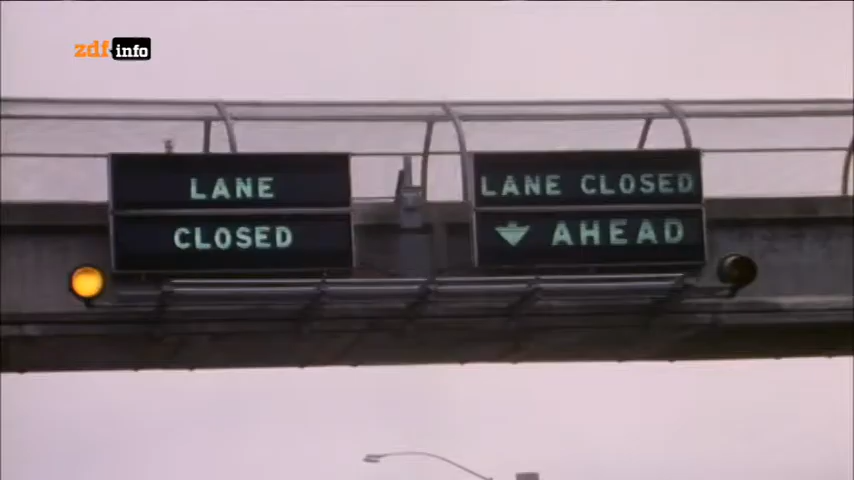 zdf info
LANE
CLOSED
LANE CLOSED
AHEAD